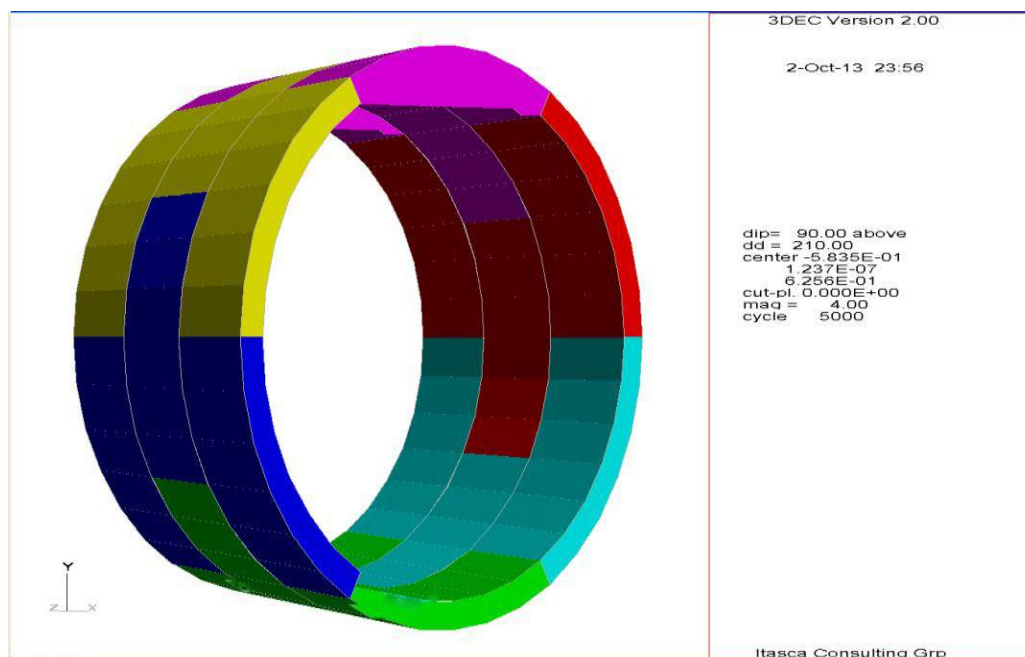 3DEC Version 2.00
2-Oct-13 23:56
dip= 90.00 above
dd = 210.00
center -5.835E-01
1.237E-07
6.256E-01
cut-pl. 0.000E+00
mag = 4.00
cycle 5000
Y
Z X
Itasca Consulting Grp